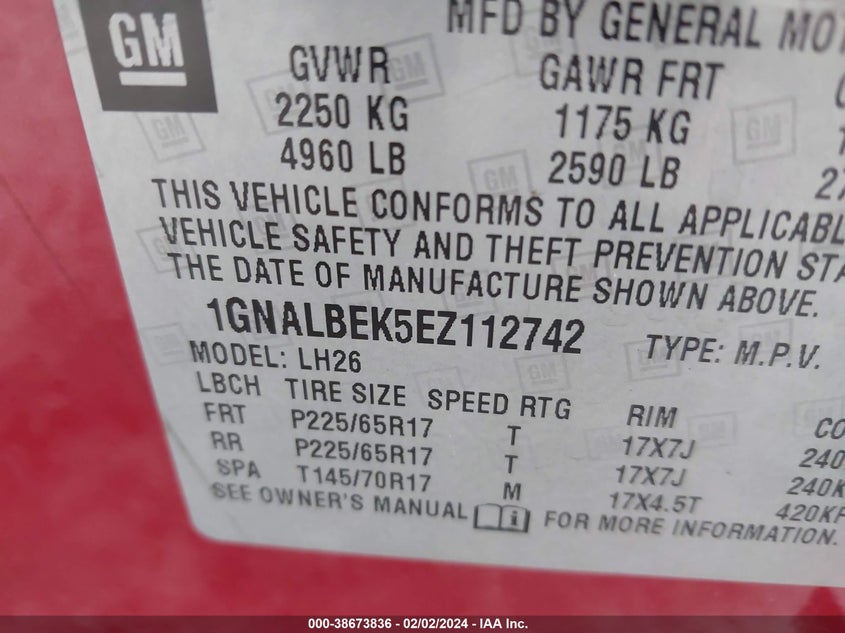 GM
MFD BY GENERAL
GVWR GAWR FRT
2250 KG 1175 KG
4960 LB 2590 LB
THIS VEHICLE CONFORMS TO ALL
VEHICLE SAFETY AND THEFT PREVENTION
THE DATE OF MANUFACTURE SHOWN ABOVE.
1GNALBEK5EZ112742 TYPE: M.P.V.
MODEL: LH26
LBCH TIRE SIZE SPEED RTG RIM
FRT P225/65R17 T 17X7J
RR P225/65R17 T 17X7J
SPA T145/70R17 M 17X4.5T
SEE OWNER'S MANUAL i FOR MORE INFORMATION.
000-38673836 - 02/02/2024 - IAA Inc.